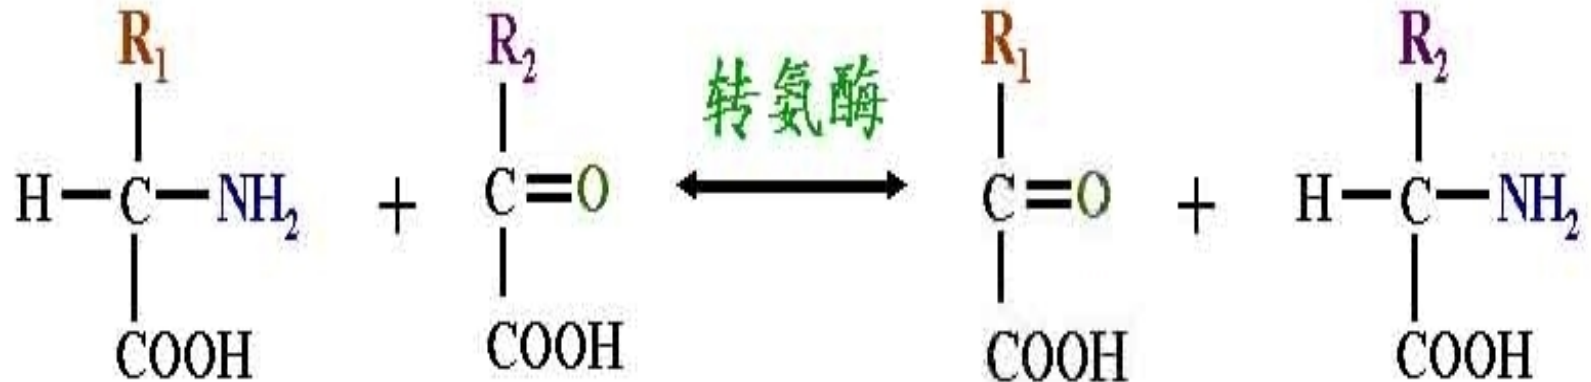 R₁ R₂ 转氨酶 R₁ R₂
H—C—NH₂ + C=O ⟷ C=O + H—C—NH₂
COOH COOH COOH COOH